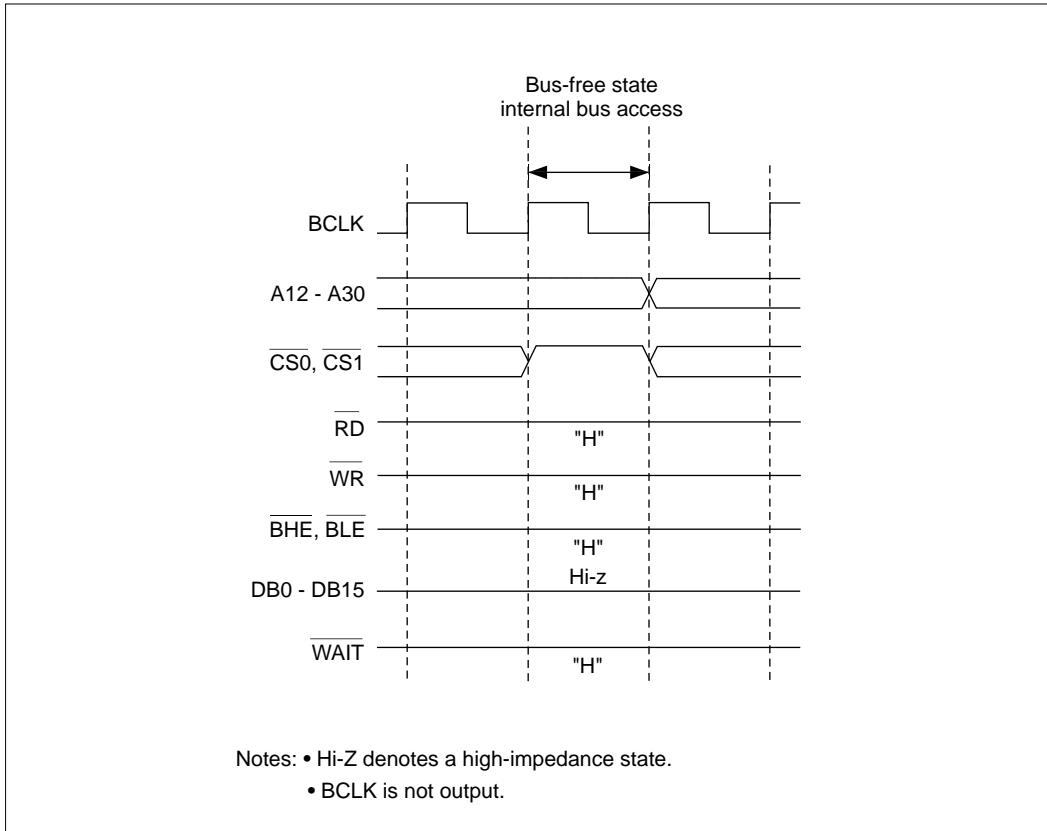 Bus-free state
internal bus access
BCLK
A12 - A30
CS0, CS1
RD
"H"
WR
"H"
BHE, BLE
"H"
Hi-z
DB0 - DB15
WAIT
"H"
Notes: • Hi-Z denotes a high-impedance state.
• BCLK is not output.